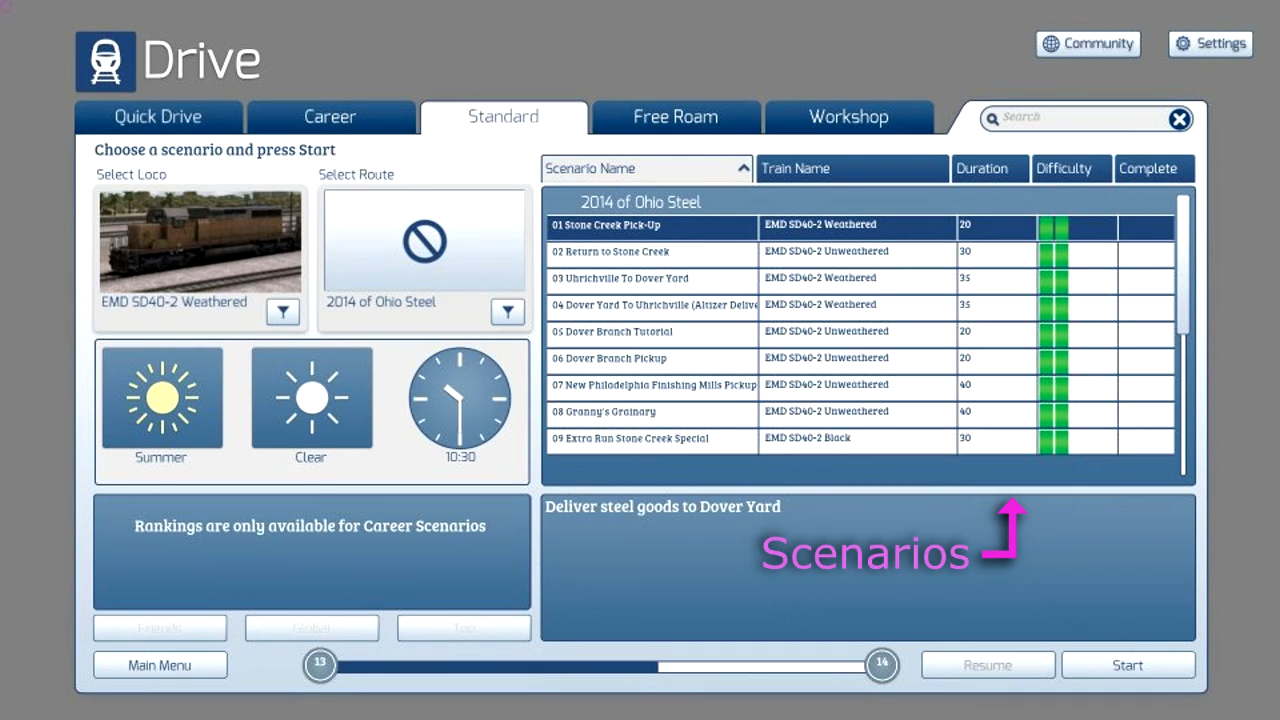 Drive
Community
Settings
Quick Drive
Career
Standard
Free Roam
Workshop
Search
Choose a scenario and press Start
Select Loco
Select Route
EMD SD40-2 Weathered
2014 of Ohio Steel
Scenario Name
Train Name
Duration
Difficulty
Complete
2014 of Ohio Steel
01 Stone Creek Pick-Up EMD SD40-2 Weathered 20
02 Return to Stone Creek EMD SD40-2 Unweathered 30
03 Uhrichville To Dover Yard EMD SD40-2 Weathered 35
04 Dover Yard To Uhrichville (Altizer Delive EMD SD40-2 Weathered 35
05 Dover Branch Tutorial EMD SD40-2 Unweathered 20
06 Dover Branch Pickup EMD SD40-2 Unweathered 20
07 New Philadelphia Finishing Mills Pickup EMD SD40-2 Unweathered 40
08 Granny's Grainary EMD SD40-2 Unweathered 40
09 Extra Run Stone Creek Special EMD SD40-2 Black 30
Summer
Clear
10:30
Rankings are only available for Career Scenarios
Deliver steel goods to Dover Yard
Scenarios
Friends
Global
Top
Main Menu
13
14
Resume
Start